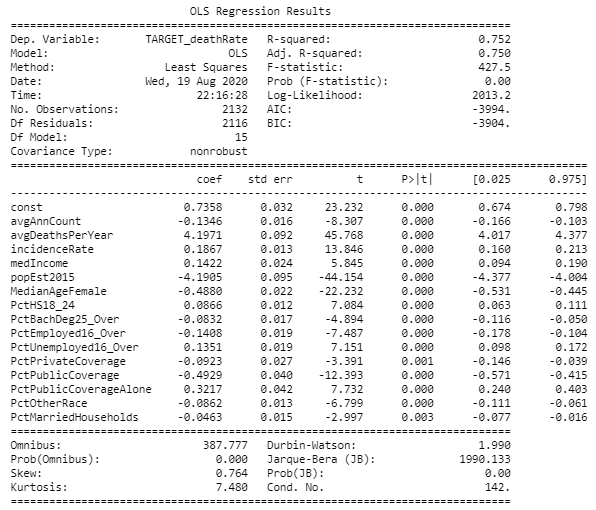 OLS Regression Results
==============================================================================
Dep. Variable:       TARGET_deathRate   R-squared:                       0.752
Model:                            OLS   Adj. R-squared:                  0.750
Method:                 Least Squares   F-statistic:                     427.5
Date:                Wed, 19 Aug 2020   Prob (F-statistic):               0.00
Time:                        22:16:28   Log-Likelihood:                 2013.2
No. Observations:                2132   AIC:                            -3994.
Df Residuals:                    2116   BIC:                            -3904.
Df Model:                          15
Covariance Type:            nonrobust
==========================================================================================
                             coef    std err          t      P>|t|      [0.025      0.975]
------------------------------------------------------------------------------------------
const                      0.7358      0.032     23.232      0.000       0.674       0.798
avgAnnCount               -0.1346      0.016     -8.307      0.000      -0.166      -0.103
avgDeathsPerYear           4.1971      0.092     45.768      0.000       4.017       4.377
incidenceRate              0.1867      0.013     13.846      0.000       0.160       0.213
medIncome                  0.1422      0.024      5.845      0.000       0.094       0.190
popEst2015                -4.1905      0.095    -44.154      0.000      -4.377      -4.004
MedianAgeFemale           -0.4880      0.022    -22.232      0.000      -0.531      -0.445
PctHS18_24                 0.0866      0.012      7.084      0.000       0.063       0.111
PctBachDeg25_Over         -0.0832      0.017     -4.894      0.000      -0.116      -0.050
PctEmployed16_Over        -0.1408      0.019     -7.487      0.000      -0.178      -0.104
PctUnemployed16_Over       0.1351      0.019      7.151      0.000       0.098       0.172
PctPrivateCoverage        -0.0923      0.027     -3.391      0.001      -0.146      -0.039
PctPublicCoverage         -0.4929      0.040    -12.393      0.000      -0.571      -0.415
PctPublicCoverageAlone     0.3217      0.042      7.732      0.000       0.240       0.403
PctOtherRace              -0.0862      0.013     -6.799      0.000      -0.111      -0.061
PctMarriedHouseholds      -0.0463      0.015     -2.997      0.003      -0.077      -0.016
==============================================================================
Omnibus:                      387.777   Durbin-Watson:                   1.990
Prob(Omnibus):                  0.000   Jarque-Bera (JB):             1990.133
Skew:                           0.764   Prob(JB):                         0.00
Kurtosis:                       7.480   Cond. No.                         142.
==============================================================================